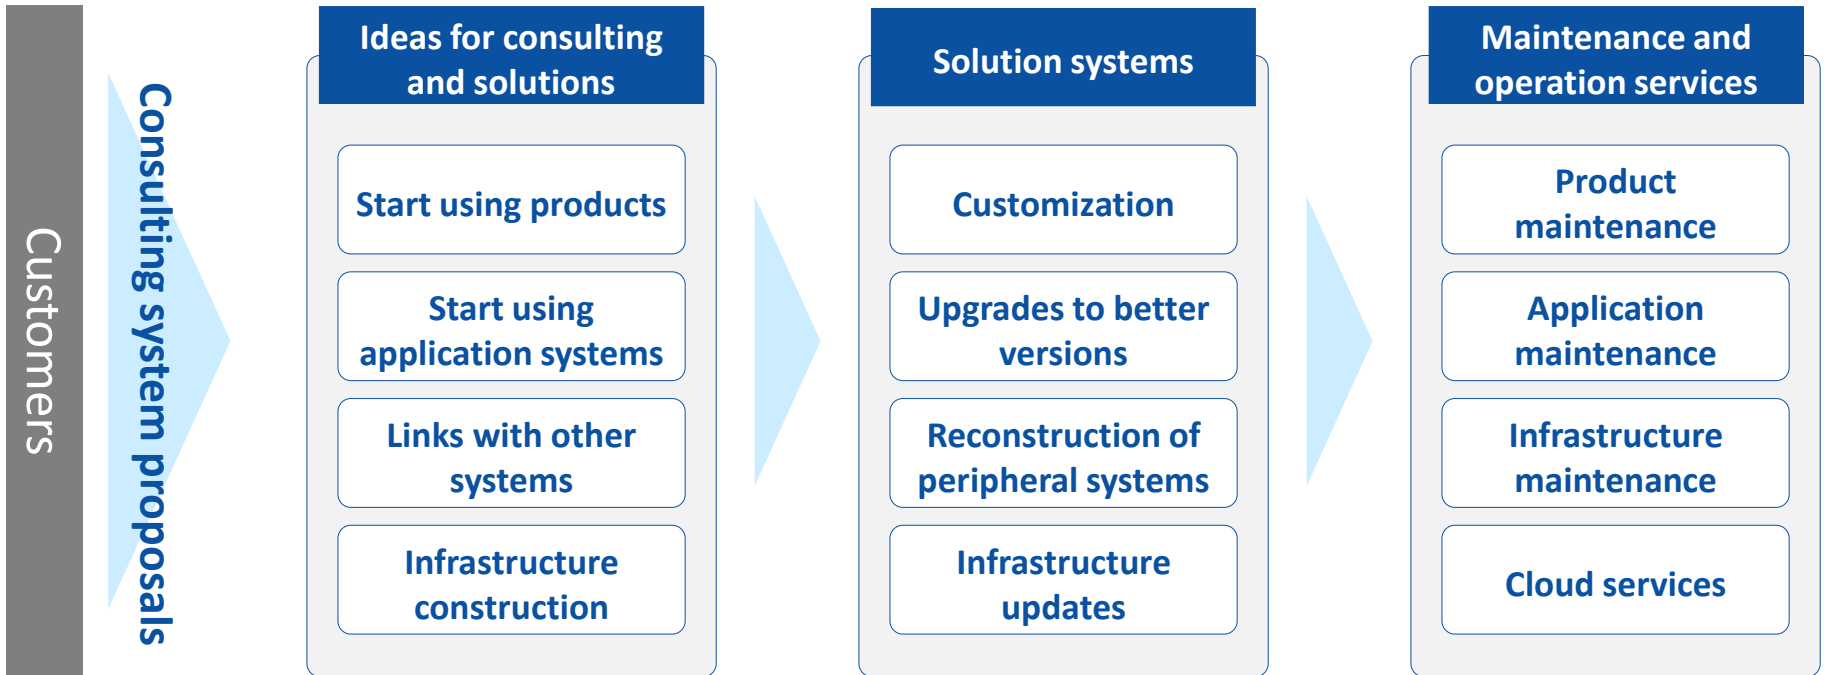 Customers
Consulting system proposals
Ideas for consulting
and solutions
Start using products
Start using
application systems
Links with other
systems
Infrastructure
construction
Solution systems
Customization
Upgrades to better
versions
Reconstruction of
peripheral systems
Infrastructure
updates
Maintenance and
operation services
Product
maintenance
Application
maintenance
Infrastructure
maintenance
Cloud services